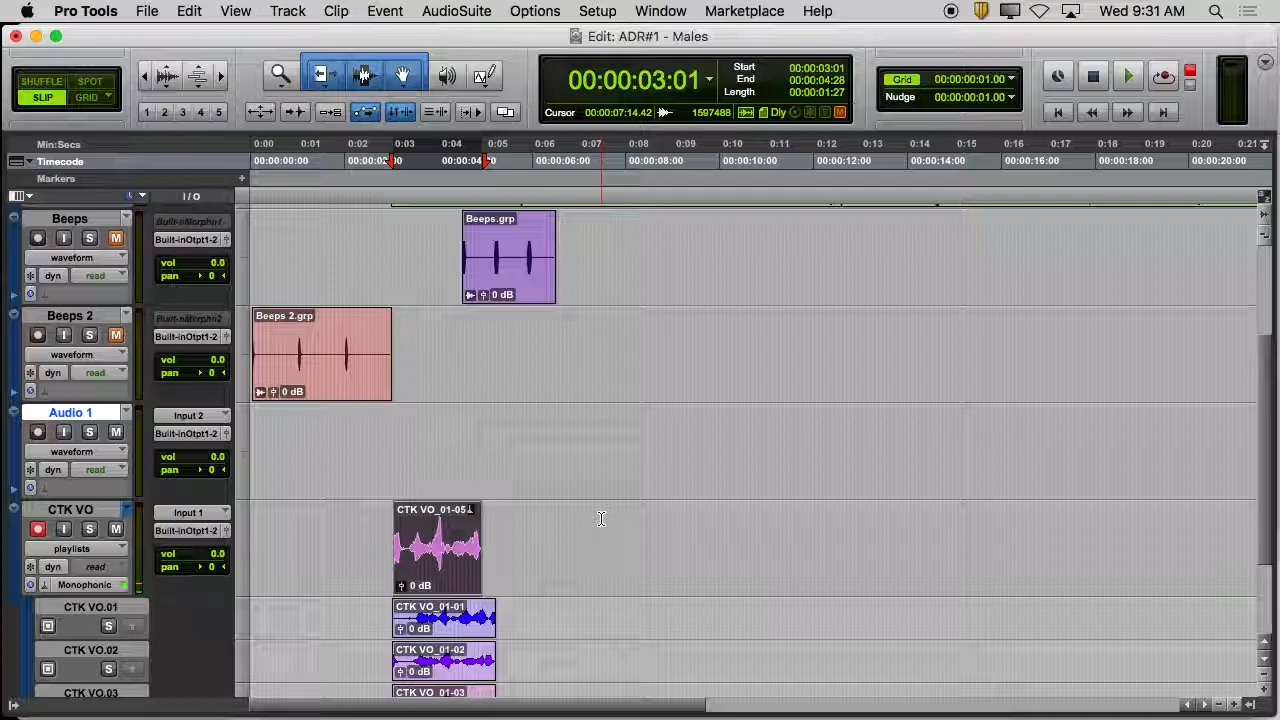 Pro Tools File Edit View Track Clip Event AudioSuite Options Setup Window Marketplace Help Wed 9:31 AM
Edit: ADR#1 - Males
SHUFFLE SPOT
SLIP GRID
1 2 3 4 5
00:00:03:01
Start 00:00:03:01
End 00:00:04:28
Length 00:00:01:27
Cursor 00:00:07:14.42 1597488 Dly S M
Grid 00:00:00:01.00
Nudge 00:00:00:01.00
Min:Secs 0:00 0:01 0:02 0:03 0:04 0:05 0:06 0:07 0:08 0:09 0:10 0:11 0:12 0:13 0:14 0:15 0:16 0:17 0:18 0:19 0:20 0:21
Timecode 00:00:00:00 00:00:06:00 00:00:08:00 00:00:10:00 00:00:12:00 00:00:14:00 00:00:16:00 00:00:18:00 00:00:20:00
Markers
I / O
Beeps
I S M
waveform
dyn read
Built-inOtpt1-2
vol 0.0
pan 0
Beeps.grp
0 dB
Beeps 2
I S M
waveform
dyn read
Built-inOtpt1-2
vol 0.0
pan 0
Beeps 2.grp
0 dB
Audio 1
I S M
waveform
dyn read
Input 2
Built-inOtpt1-2
vol 0.0
pan 0
CTK VO
I S M
playlists
dyn read
Monophonic
Input 1
Built-inOtpt1-2
vol 0.0
pan 0
CTK VO_01-05
0 dB
CTK VO.01
S
CTK VO_01-01
0 dB
CTK VO.02
S
CTK VO_01-02
0 dB
CTK VO.03
CTK VO_01-03